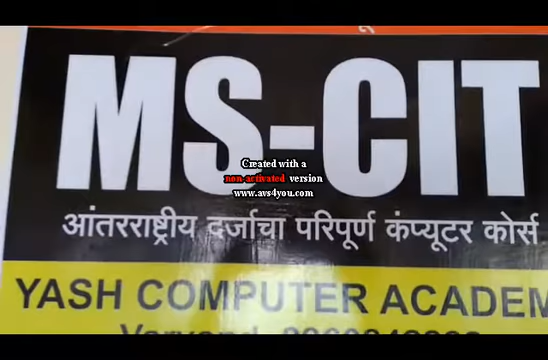 MS-CIT
Created with a
non-activated version
www.avs4you.com
आंतरराष्ट्रीय दर्जाचा परिपूर्ण कंप्यूटर कोर्स
YASH COMPUTER ACADEM